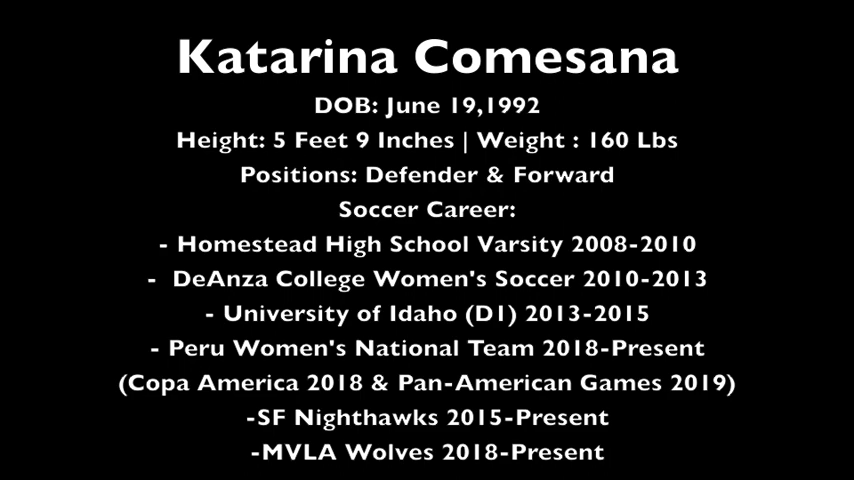 Katarina Comesana
DOB: June 19,1992
Height: 5 Feet 9 Inches | Weight : 160 Lbs
Positions: Defender & Forward
Soccer Career:
- Homestead High School Varsity 2008-2010
- DeAnza College Women's Soccer 2010-2013
- University of Idaho (D1) 2013-2015
- Peru Women's National Team 2018-Present
(Copa America 2018 & Pan-American Games 2019)
-SF Nighthawks 2015-Present
-MVLA Wolves 2018-Present